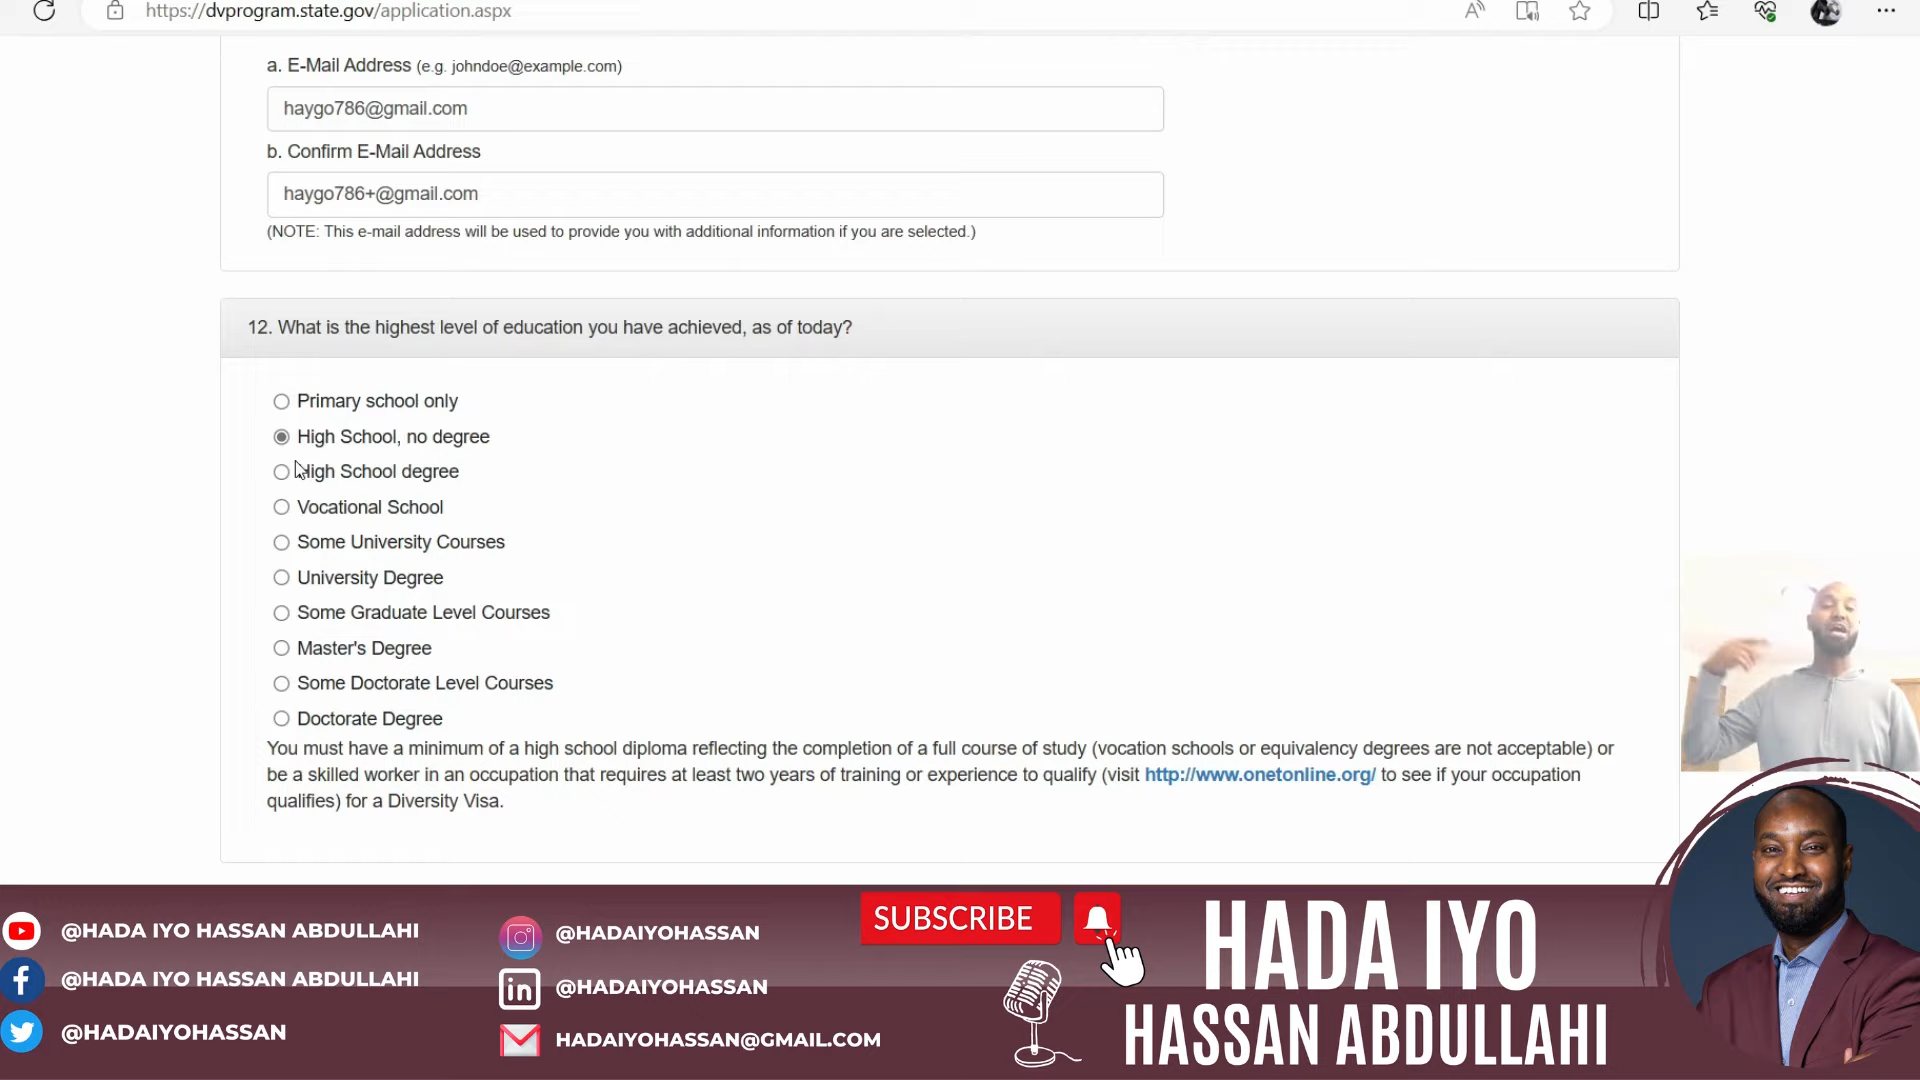 https://dvprogram.state.gov/application.aspx
a. E-Mail Address (e.g. johndoe@example.com)
haygo786@gmail.com
b. Confirm E-Mail Address
haygo786+@gmail.com
(NOTE: This e-mail address will be used to provide you with additional information if you are selected.)
12. What is the highest level of education you have achieved, as of today?
Primary school only
High School, no degree
High School degree
Vocational School
Some University Courses
University Degree
Some Graduate Level Courses
Master's Degree
Some Doctorate Level Courses
Doctorate Degree
You must have a minimum of a high school diploma reflecting the completion of a full course of study (vocation schools or equivalency degrees are not acceptable) or
be a skilled worker in an occupation that requires at least two years of training or experience to qualify (visit http://www.onetonline.org/ to see if your occupation
qualifies) for a Diversity Visa.
@HADA IYO HASSAN ABDULLAHI
@HADA IYO HASSAN ABDULLAHI
@HADAIYOHASSAN
@HADAIYOHASSAN
in @HADAIYOHASSAN
HADAIYOHASSAN@GMAIL.COM
SUBSCRIBE
HADA IYO
HASSAN ABDULLAHI